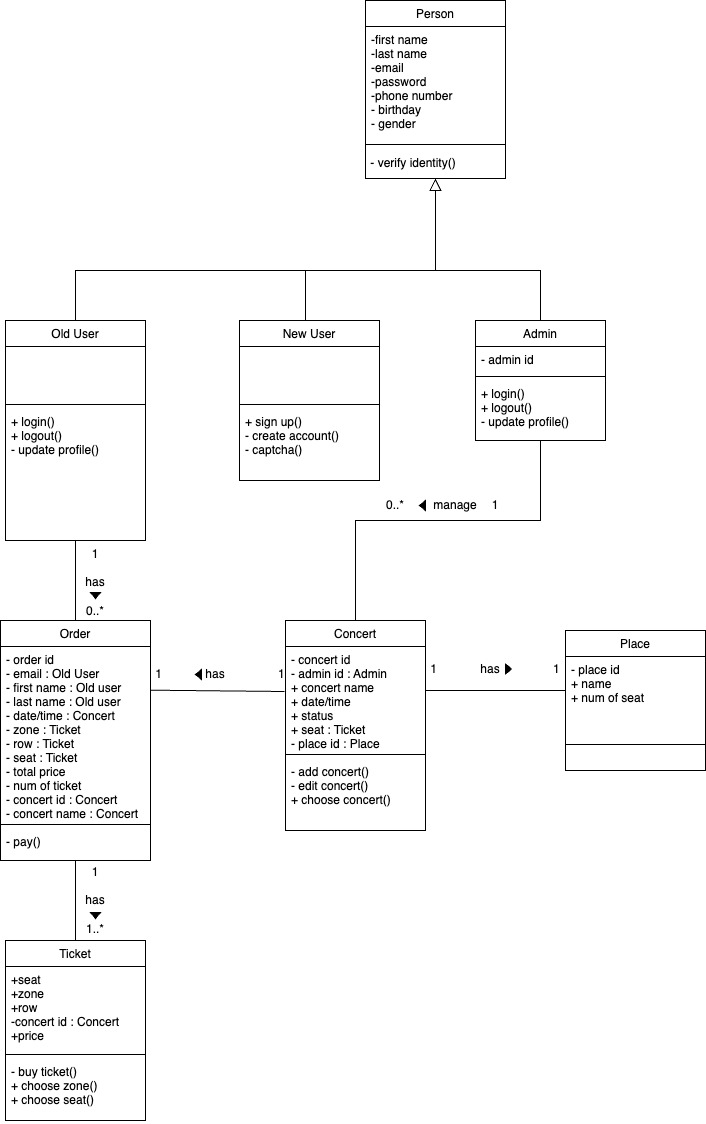 Person
-first name
-last name
-email
-password
-phone number
- birthday
- gender
- verify identity()
Old User
+ login()
+ logout()
- update profile()
New User
+ sign up()
- create account()
- captcha()
Admin
- admin id
+ login()
+ logout()
- update profile()
0..* manage 1
1
has
0..*
Order
- order id
- email : Old User
- first name : Old user
- last name : Old user
- date/time : Concert
- zone : Ticket
- row : Ticket
- seat : Ticket
- total price
- num of ticket
- concert id : Concert
- concert name : Concert
- pay()
1 has 1
Concert
- concert id
- admin id : Admin
+ concert name
+ date/time
+ status
+ seat : Ticket
- place id : Place
- add concert()
- edit concert()
+ choose concert()
1 has 1
Place
- place id
+ name
+ num of seat
1
has
1..*
Ticket
+seat
+zone
+row
-concert id : Concert
+price
- buy ticket()
+ choose zone()
+ choose seat()